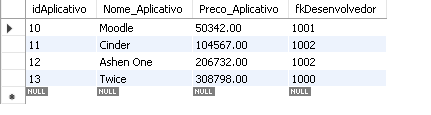 idAplicativo Nome_Aplicativo Preco_Aplicativo fkDesenvolvedor
10 Moodle 50342.00 1001
11 Cinder 104567.00 1002
12 Ashen One 206732.00 1002
13 Twice 308798.00 1000
NULL NULL NULL NULL